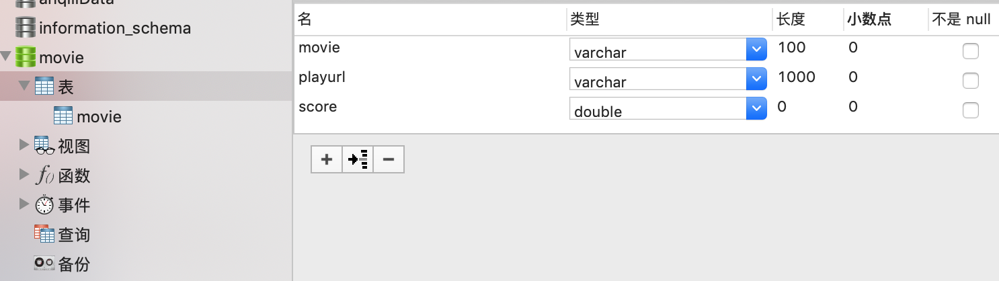 information_schema
movie
表
movie
视图
函数
事件
查询
备份
名 类型 长度 小数点 不是 null
movie varchar 100 0
playurl varchar 1000 0
score double 0 0